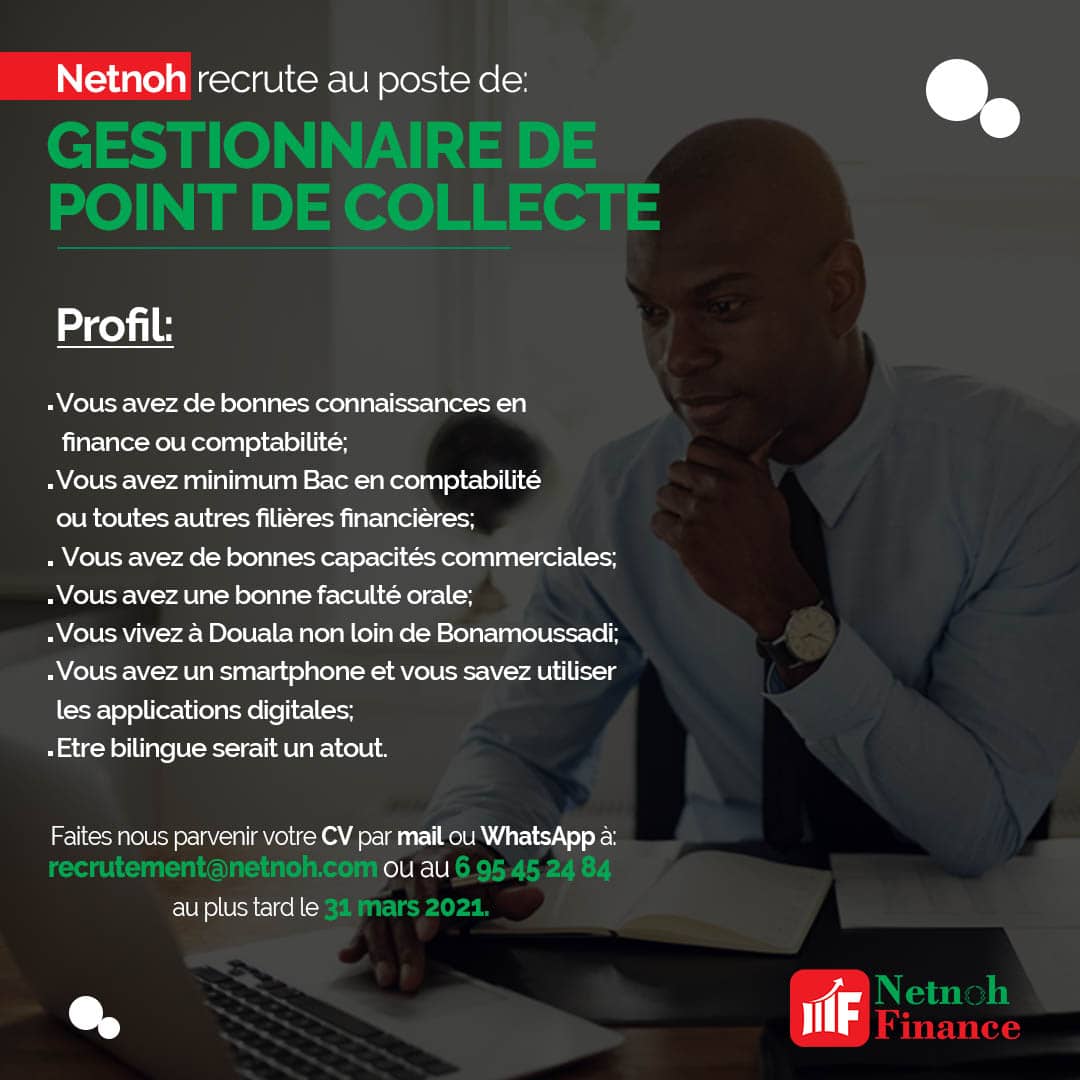 Netnoh recrute au poste de:
GESTIONNAIRE DE
POINT DE COLLECTE
Profil:
. Vous avez de bonnes connaissances en
finance ou comptabilité;
. Vous avez minimum Bac en comptabilité
ou toutes autres filières financières;
. Vous avez de bonnes capacités commerciales;
. Vous avez une bonne faculté orale;
. Vous vivez à Douala non loin de Bonamoussadi;
. Vous avez un smartphone et vous savez utiliser
les applications digitales;
. Etre bilingue serait un atout.
Faites nous parvenir votre CV par mail ou WhatsApp à:
recrutement@netnoh.com ou au 6 95 45 24 84
au plus tard le 31 mars 2021.
Netnoh
Finance